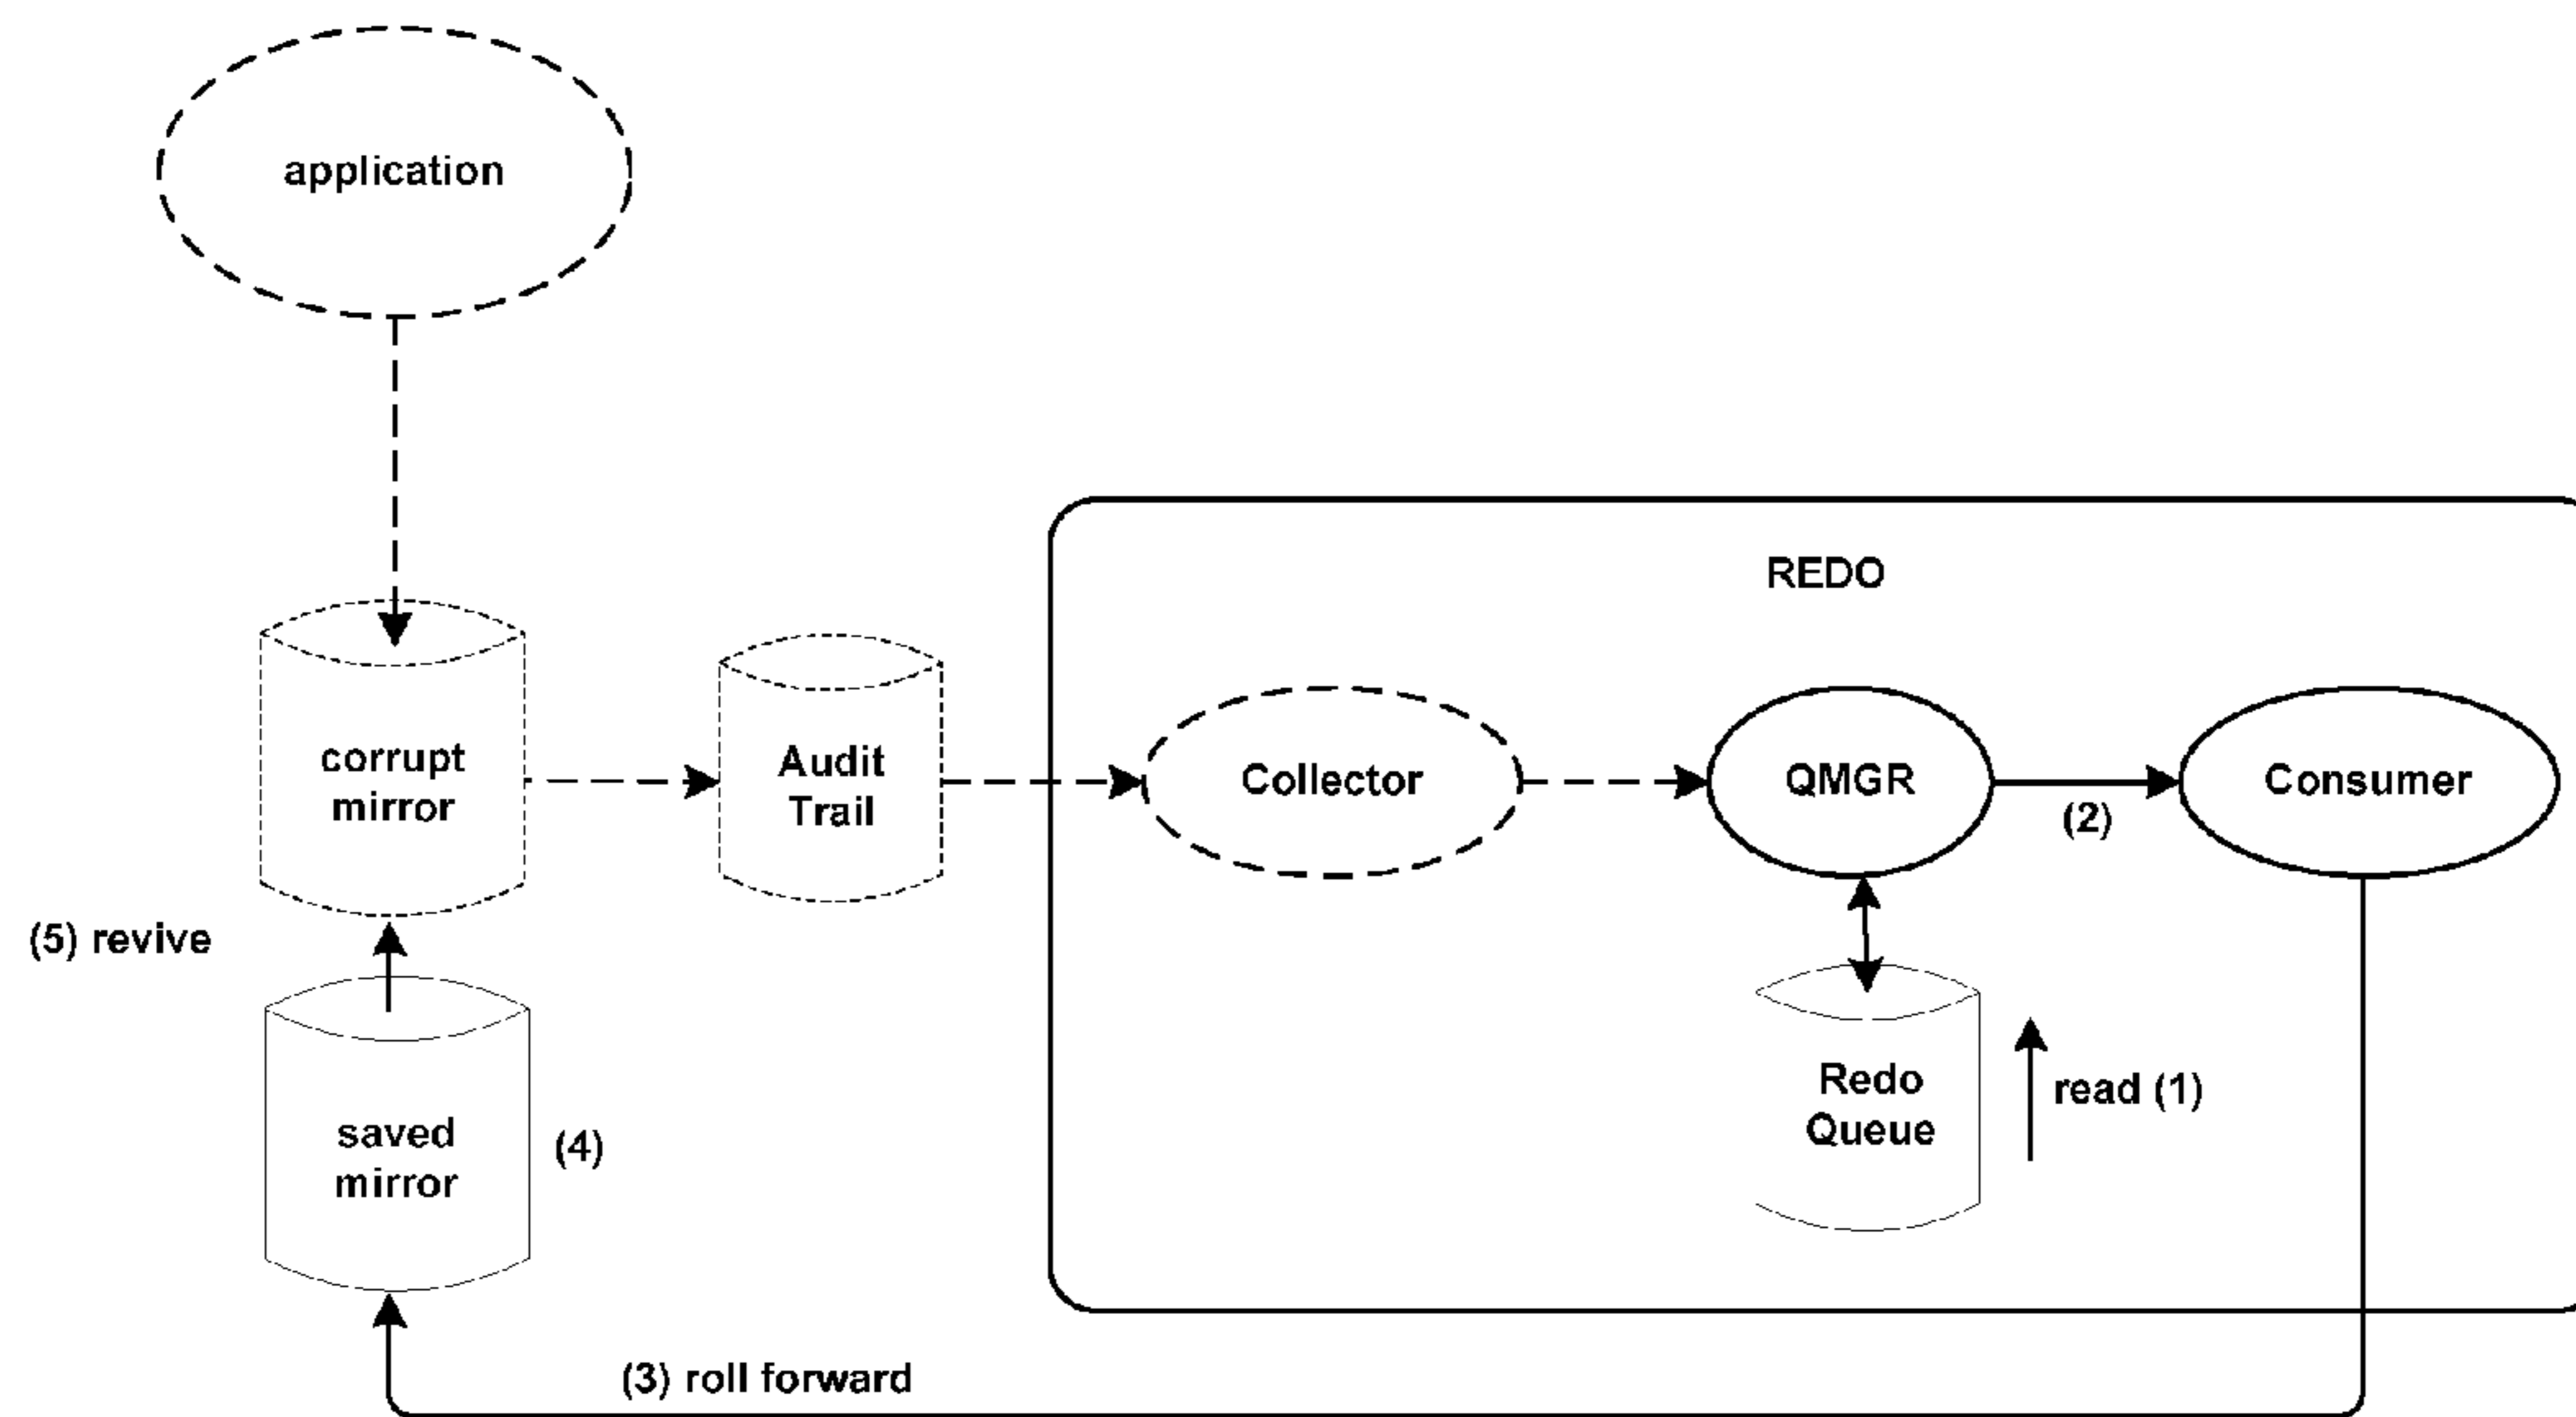 application
REDO
corrupt
mirror
Audit
Trail
Collector
QMGR
(2)
Consumer
(5) revive
saved
mirror
(4)
Redo
Queue
read (1)
(3) roll forward